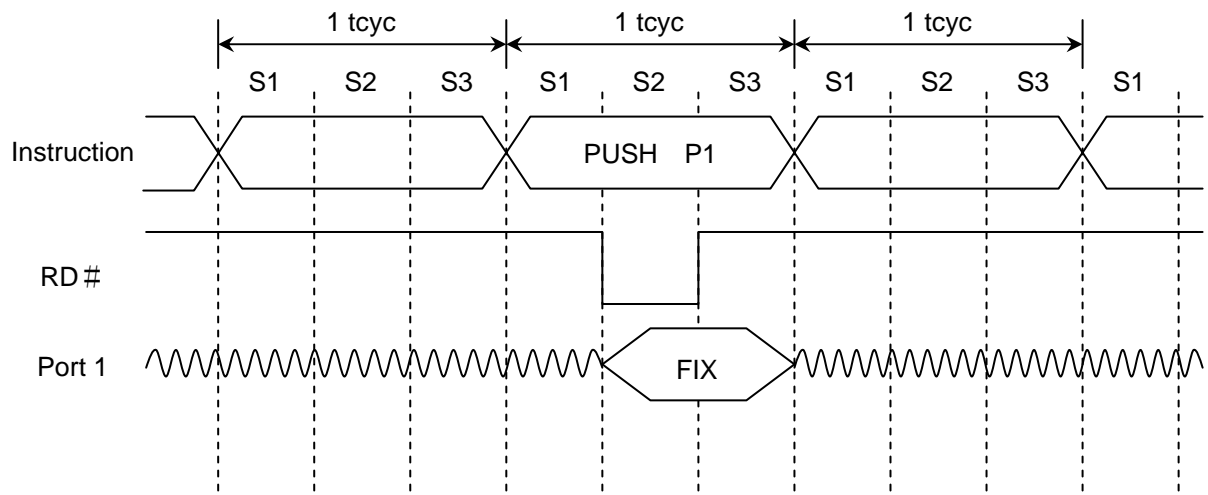 1 tcyc 1 tcyc 1 tcyc
S1 S2 S3 S1 S2 S3 S1 S2 S3 S1
Instruction PUSH P1
RD#
Port 1 FIX